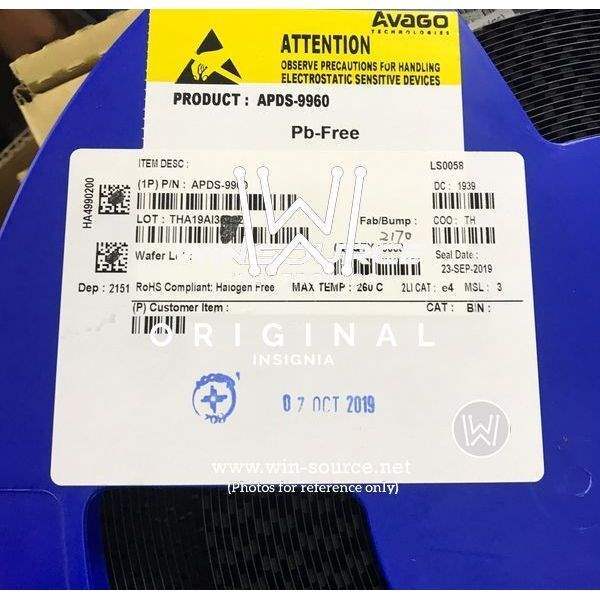 AVAGO
TECHNOLOGIES
ATTENTION
OBSERVE PRECAUTIONS FOR HANDLING
ELECTROSTATIC SENSITIVE DEVICES
PRODUCT : APDS-9960
Pb-Free
ITEM DESC : LS0058
(1P) P/N : APDS-9960 DC : 1939
HA4990200
LOT : THA19AI3 Fab/Bump : COO : TH
2170
Wafer Seal Date :
23-SEP-2019
Dep : 2151 RoHS Compliant; Halogen Free MAX TEMP : 260 C 2LI CAT : e4 MSL : 3
(P) Customer Item : CAT : BIN :
ORIGINAL
INSIGNIA
07 OCT 2019
W
www.win-source.net
(Photos for reference only)